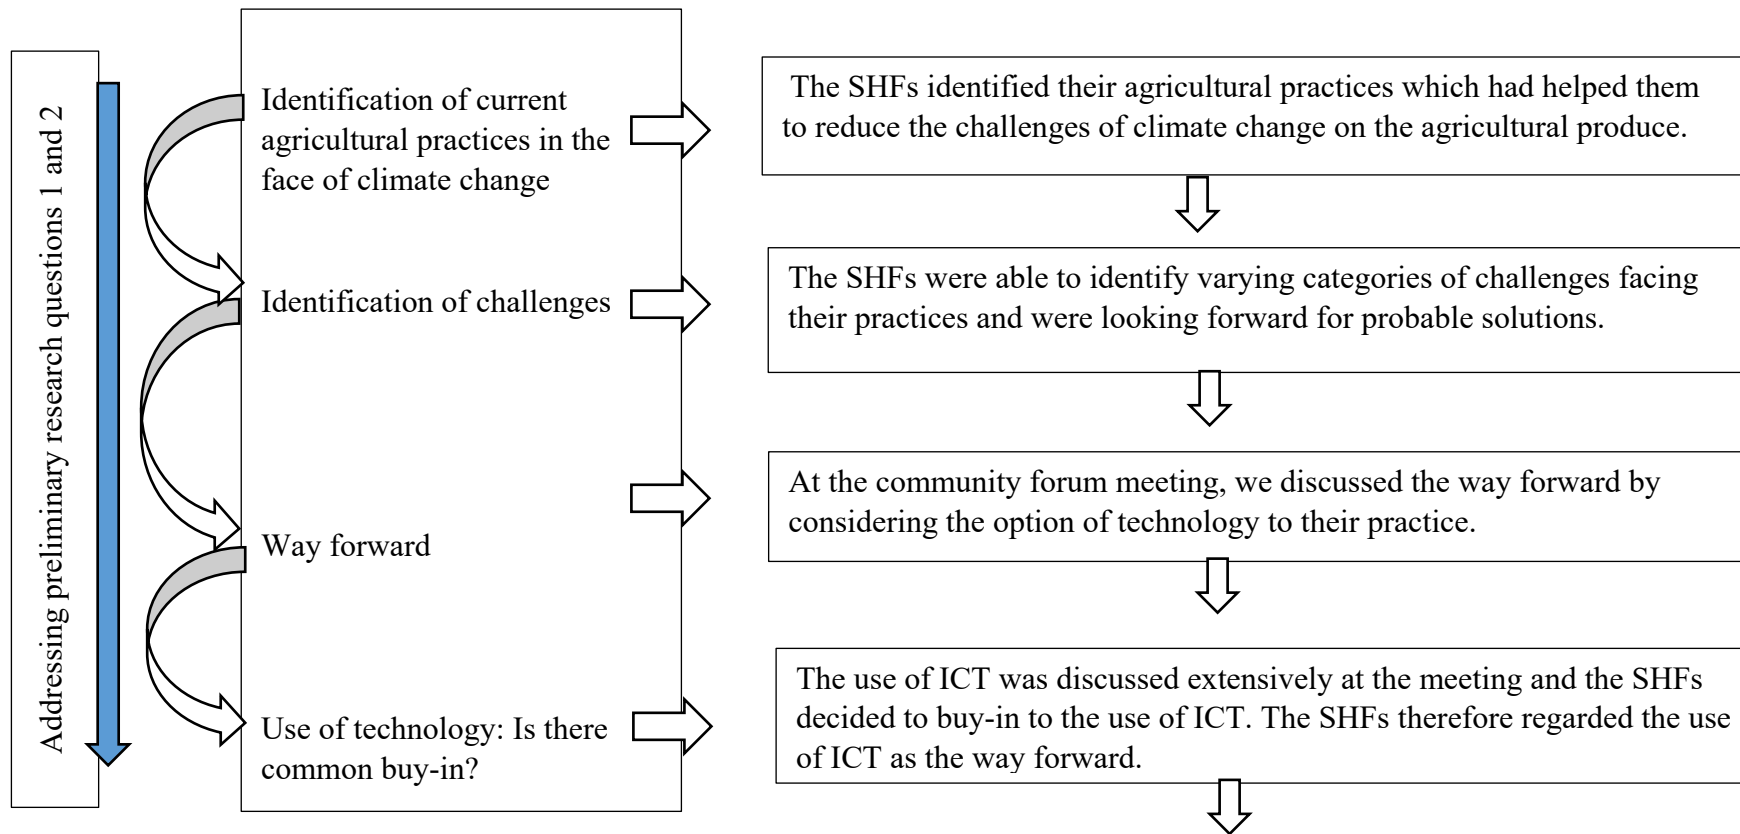 Addressing preliminary research questions 1 and 2
Identification of current
agricultural practices in the
face of climate change
The SHFs identified their agricultural practices which had helped them
to reduce the challenges of climate change on the agricultural produce.
Identification of challenges
The SHFs were able to identify varying categories of challenges facing
their practices and were looking forward for probable solutions.
Way forward
At the community forum meeting, we discussed the way forward by
considering the option of technology to their practice.
Use of technology: Is there
common buy-in?
The use of ICT was discussed extensively at the meeting and the SHFs
decided to buy-in to the use of ICT. The SHFs therefore regarded the use
of ICT as the way forward.